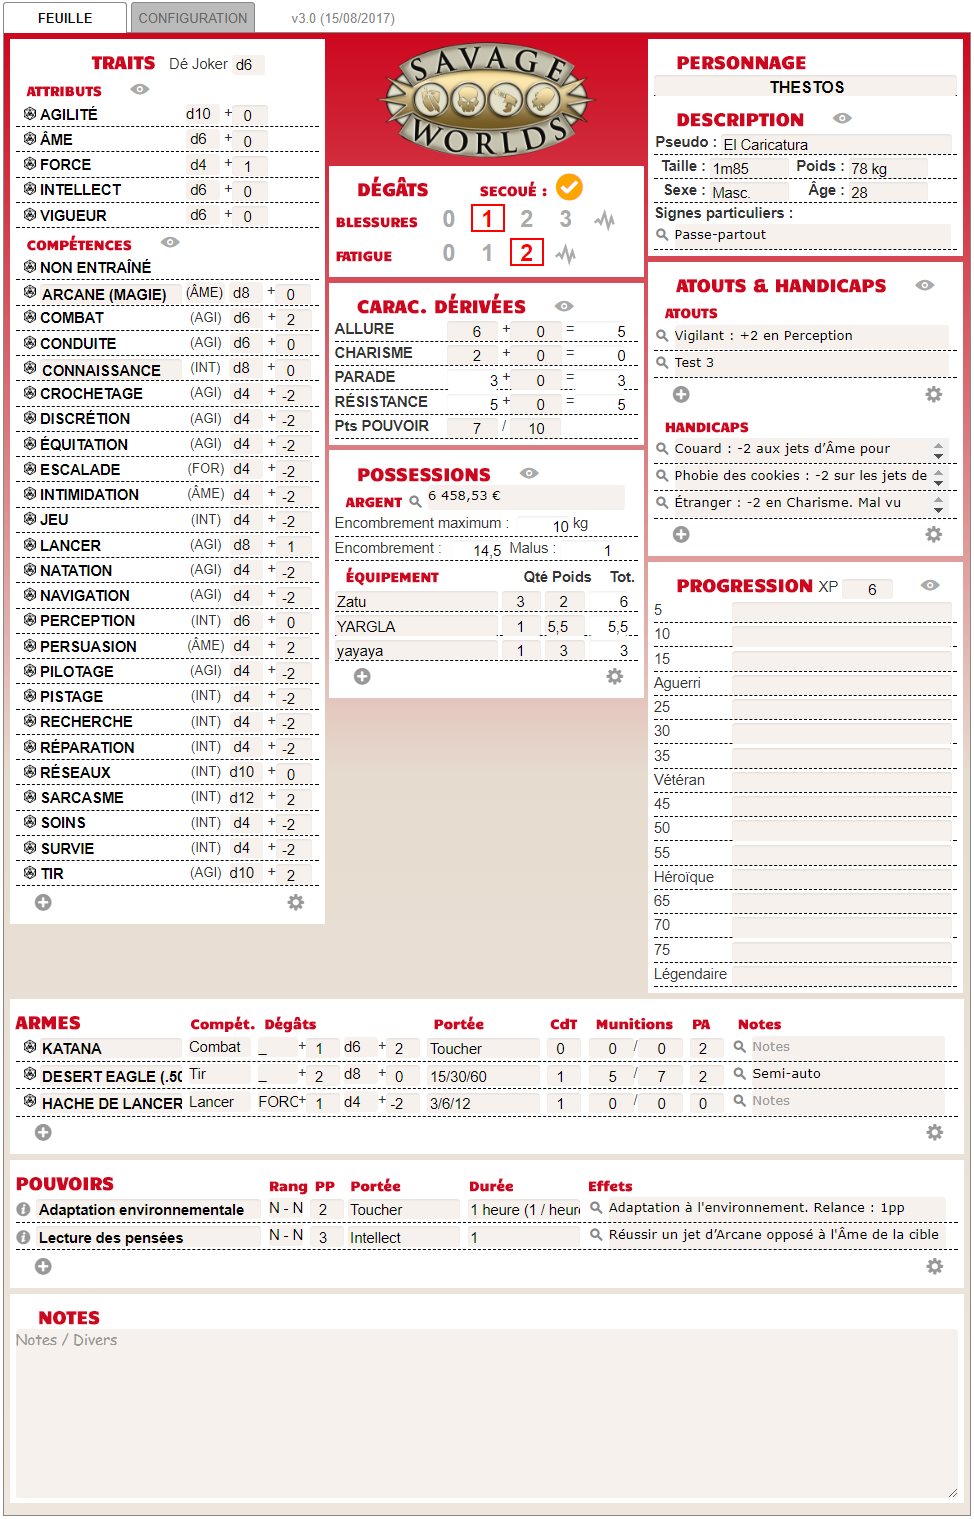 FEUILLE
CONFIGURATION
v3.0 (15/08/2017)
TRAITS Dé Joker d6
ATTRIBUTS
AGILITÉ d10 + 0
ÂME d6 + 0
FORCE d4 + 1
INTELLECT d6 + 0
VIGUEUR d6 + 0
COMPÉTENCES
NON ENTRAÎNÉ
ARCANE (MAGIE) (ÂME) d8 + 0
COMBAT (AGI) d6 + 2
CONDUITE (AGI) d6 + 0
CONNAISSANCE (INT) d8 + 0
CROCHETAGE (AGI) d4 + -2
DISCRÉTION (AGI) d4 + -2
ÉQUITATION (AGI) d4 + -2
ESCALADE (FOR) d4 + -2
INTIMIDATION (ÂME) d4 + -2
JEU (INT) d4 + -2
LANCER (AGI) d8 + 1
NATATION (AGI) d4 + -2
NAVIGATION (AGI) d4 + -2
PERCEPTION (INT) d6 + 0
PERSUASION (ÂME) d4 + 2
PILOTAGE (AGI) d4 + -2
PISTAGE (INT) d4 + -2
RECHERCHE (INT) d4 + -2
RÉPARATION (INT) d4 + -2
RÉSEAUX (INT) d10 + 0
SARCASME (INT) d12 + 2
SOINS (INT) d4 + -2
SURVIE (INT) d4 + -2
TIR (AGI) d10 + 2
SAVAGE
WORLDS
DÉGÂTS SECOUÉ :
BLESSURES 0 1 2 3
FATIGUE 0 1 2
CARAC. DÉRIVÉES
ALLURE 6 + 0 = 5
CHARISME 2 + 0 = 0
PARADE 3 + 0 = 3
RÉSISTANCE 5 + 0 = 5
Pts POUVOIR 7 / 10
POSSESSIONS
ARGENT 6 458,53 €
Encombrement maximum : 10 kg
Encombrement : 14,5 Malus : 1
ÉQUIPEMENT Qté Poids Tot.
Zatu 3 2 6
YARGLA 1 5,5 5,5
yayaya 1 3 3
PERSONNAGE
THESTOS
DESCRIPTION
Pseudo : El Caricatura
Taille : 1m85 Poids : 78 kg
Sexe : Masc. Âge : 28
Signes particuliers :
Passe-partout
ATOUTS & HANDICAPS
ATOUTS
Vigilant : +2 en Perception
Test 3
HANDICAPS
Couard : -2 aux jets d'Âme pour
Phobie des cookies : -2 sur les jets de
Étranger : -2 en Charisme. Mal vu
PROGRESSION XP 6
5
10
15
Aguerri
25
30
35
Vétéran
45
50
55
Héroïque
65
70
75
Légendaire
ARMES Compét. Dégâts Portée CdT Munitions PA Notes
KATANA Combat _ + 1 d6 + 2 Toucher 0 0 / 0 2 Notes
DESERT EAGLE (.50 Tir _ + 2 d8 + 0 15/30/60 1 5 / 7 2 Semi-auto
HACHE DE LANCER Lancer FORC + 1 d4 + -2 3/6/12 1 0 / 0 0 Notes
POUVOIRS Rang PP Portée Durée Effets
Adaptation environnementale N - N 2 Toucher 1 heure (1 / heure Adaptation à l'environnement. Relance : 1pp
Lecture des pensées N - N 3 Intellect 1 Réussir un jet d'Arcane opposé à l'Âme de la cible
NOTES
Notes / Divers